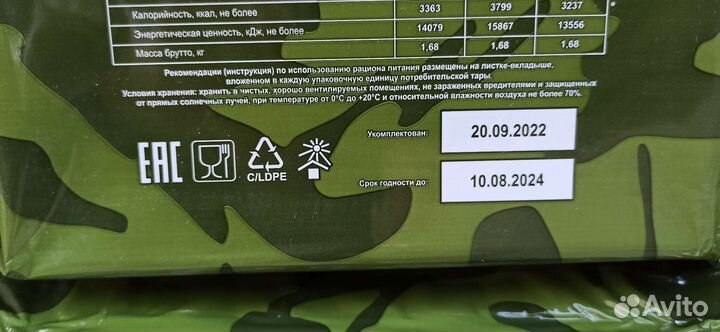 Калорийность, ккал, не более 3363 3799 3237
Энергетическая ценность, кДж, не более 14079 15867 13556
Масса брутто, кг 1,68 1,68 1,68
Рекомендации (инструкция) по использованию рациона питания размещены на листке-вкладыше,
вложенном в каждую упаковочную единицу потребительской тары.
Условия хранения: хранить в чистых, хорошо вентилируемых помещениях, не зараженных вредителями и защищенных
от прямых солнечных лучей, при температуре от 0°С до +20°С и относительной влажности воздуха не более 70%.
Укомплектован: 20.09.2022
EAC
C/LDPE
Срок годности до: 10.08.2024
Avito